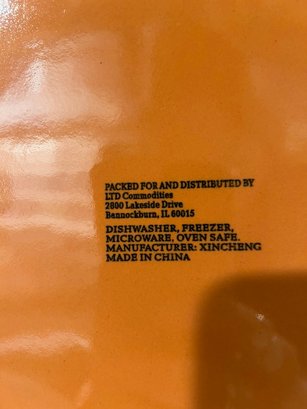 PACKED FOR AND DISTRIBUTED BY
LTD Commodities
2800 Lakeside Drive
Bannockburn, IL 60015
DISHWASHER, FREEZER,
MICROWARE, OVEN SAFE.
MANUFACTURER: XINCHENG
MADE IN CHINA